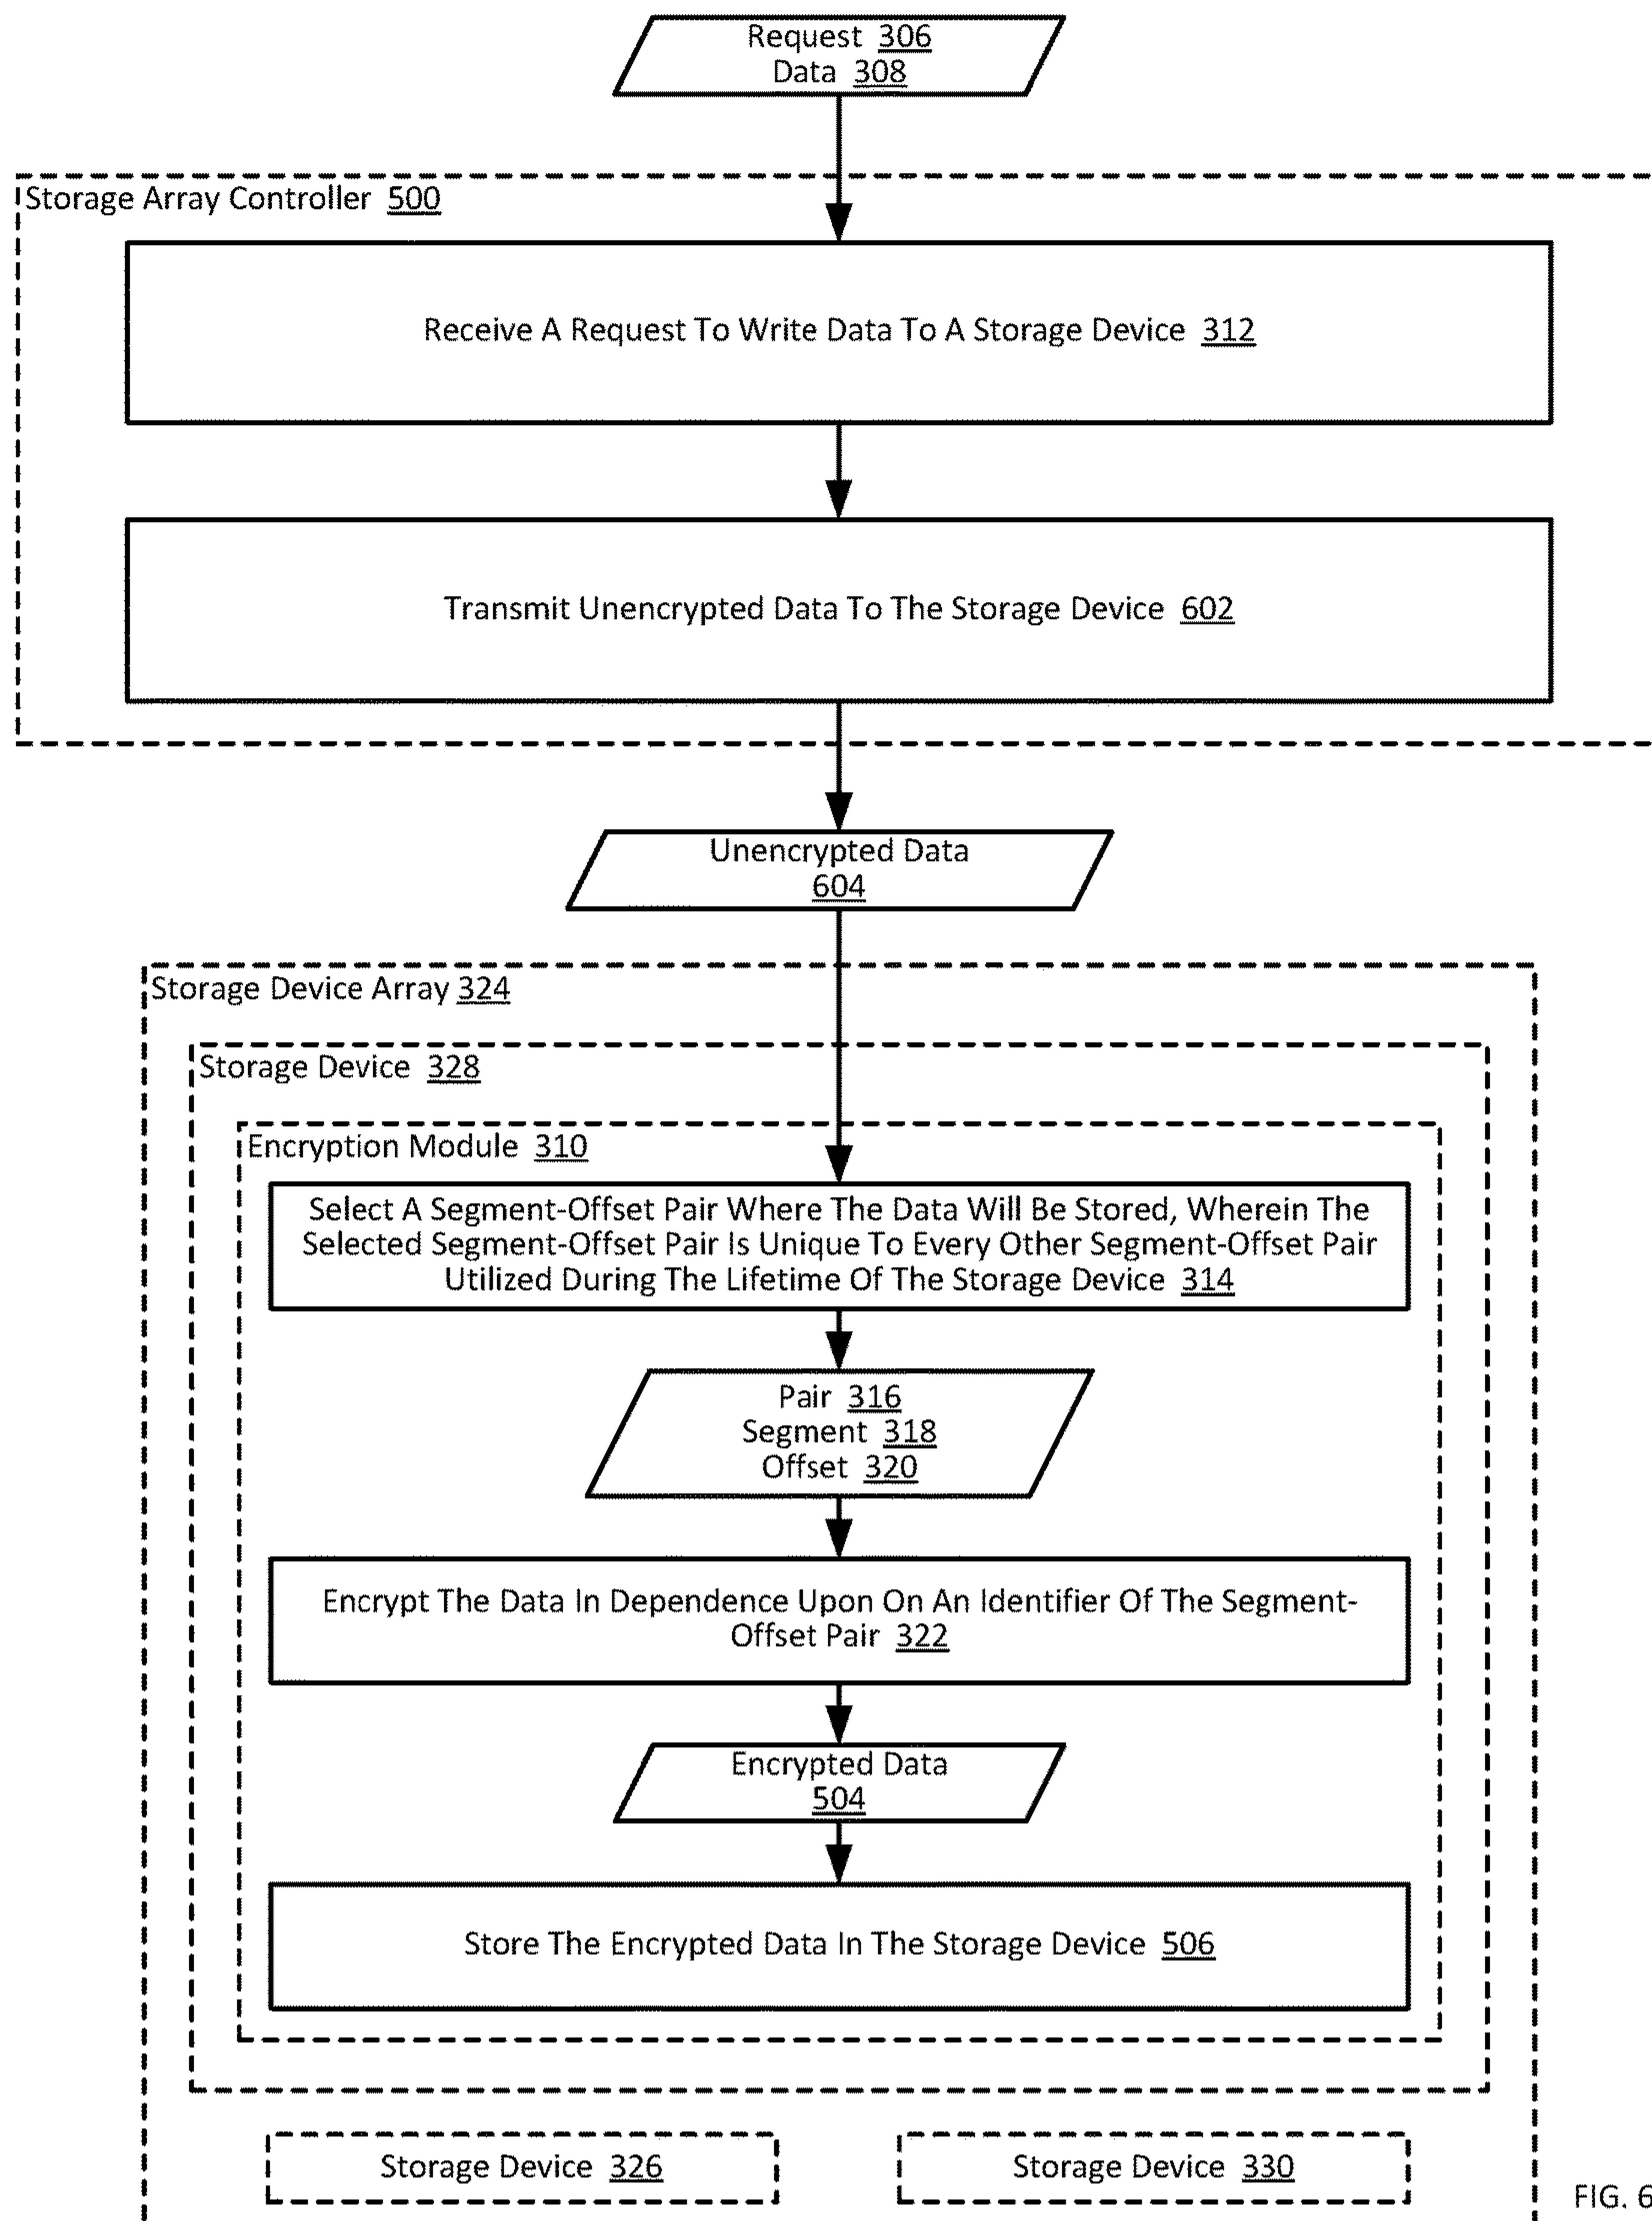 Request 306
Data 308
Storage Array Controller 500
Receive A Request To Write Data To A Storage Device 312
Transmit Unencrypted Data To The Storage Device 602
Unencrypted Data
604
Storage Device Array 324
Storage Device 328
Encryption Module 310
Select A Segment-Offset Pair Where The Data Will Be Stored, Wherein The
Selected Segment-Offset Pair Is Unique To Every Other Segment-Offset Pair
Utilized During The Lifetime Of The Storage Device 314
Pair 316
Segment 318
Offset 320
Encrypt The Data In Dependence Upon On An Identifier Of The Segment-
Offset Pair 322
Encrypted Data
504
Store The Encrypted Data In The Storage Device 506
Storage Device 326
Storage Device 330
FIG. 6